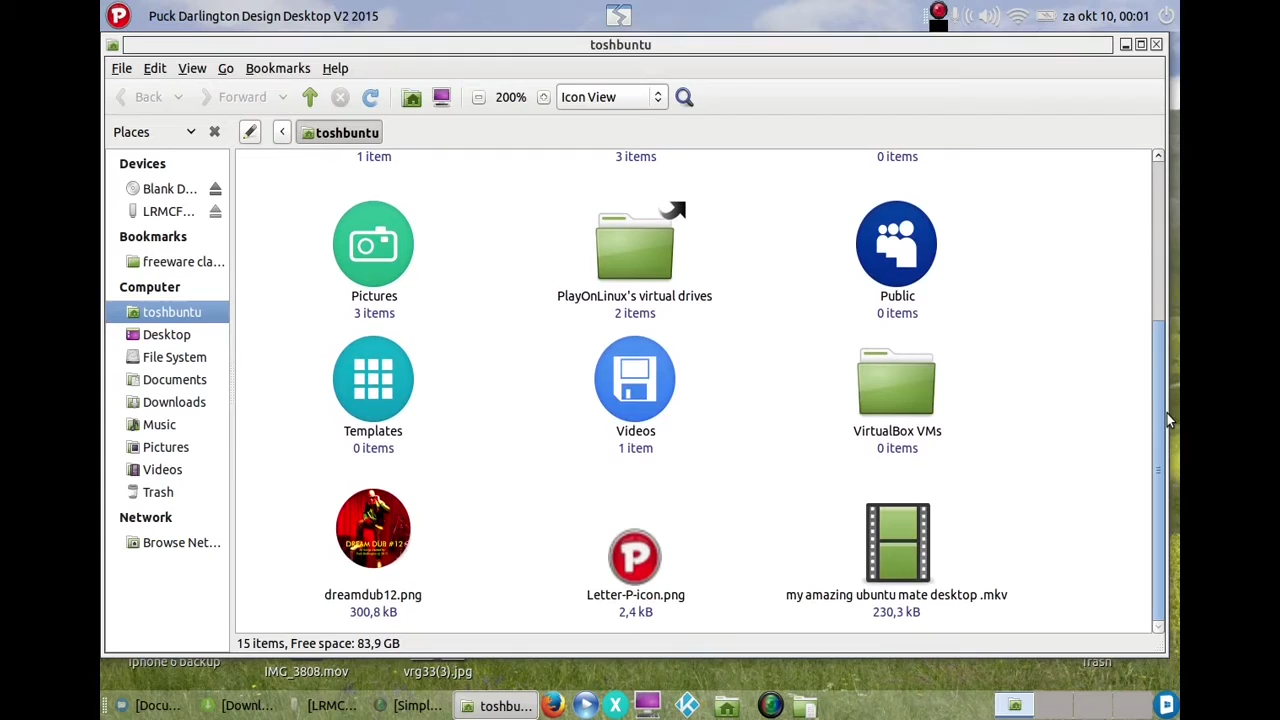 Puck Darlington Design Desktop V2 2015
za okt 10, 00:01
toshbuntu
File Edit View Go Bookmarks Help
Back Forward 200% Icon View
Places toshbuntu
Devices
Blank D...
LRMCF...
Bookmarks
freeware cla...
Computer
toshbuntu
Desktop
File System
Documents
Downloads
Music
Pictures
Videos
Trash
Network
Browse Net...
1 item 3 items 0 items
Pictures PlayOnLinux's virtual drives Public
3 items 2 items 0 items
Templates Videos VirtualBox VMs
0 items 1 item 0 items
DREAM DUB #12
P
dreamdub12.png Letter-P-icon.png my amazing ubuntu mate desktop .mkv
300,8 kB 2,4 kB 230,3 kB
15 items, Free space: 83,9 GB
Iphone 6 backup IMG_3808.mov vrg33(3).jpg Trash
[Docu... [Downl... [LRMC... [Simpl... toshbu...